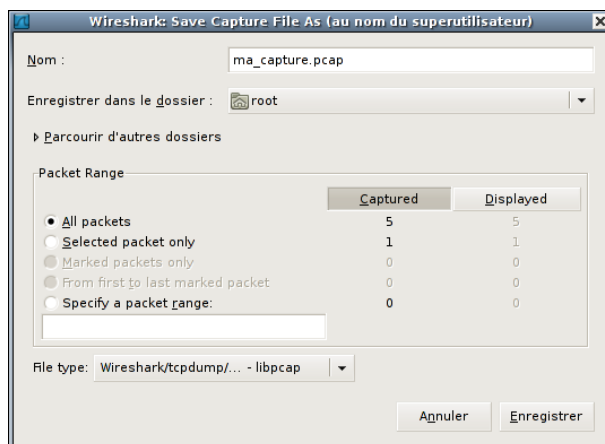 Wireshark: Save Capture File As (au nom du superutilisateur)
Nom :
ma_capture.pcap
Enregistrer dans le dossier :
root
Parcourir d'autres dossiers
Packet Range
Captured
Displayed
All packets
5
5
Selected packet only
1
1
Marked packets only
0
0
From first to last marked packet
0
0
Specify a packet range:
0
0
File type:
Wireshark/tcpdump/... - libpcap
Annuler
Enregistrer